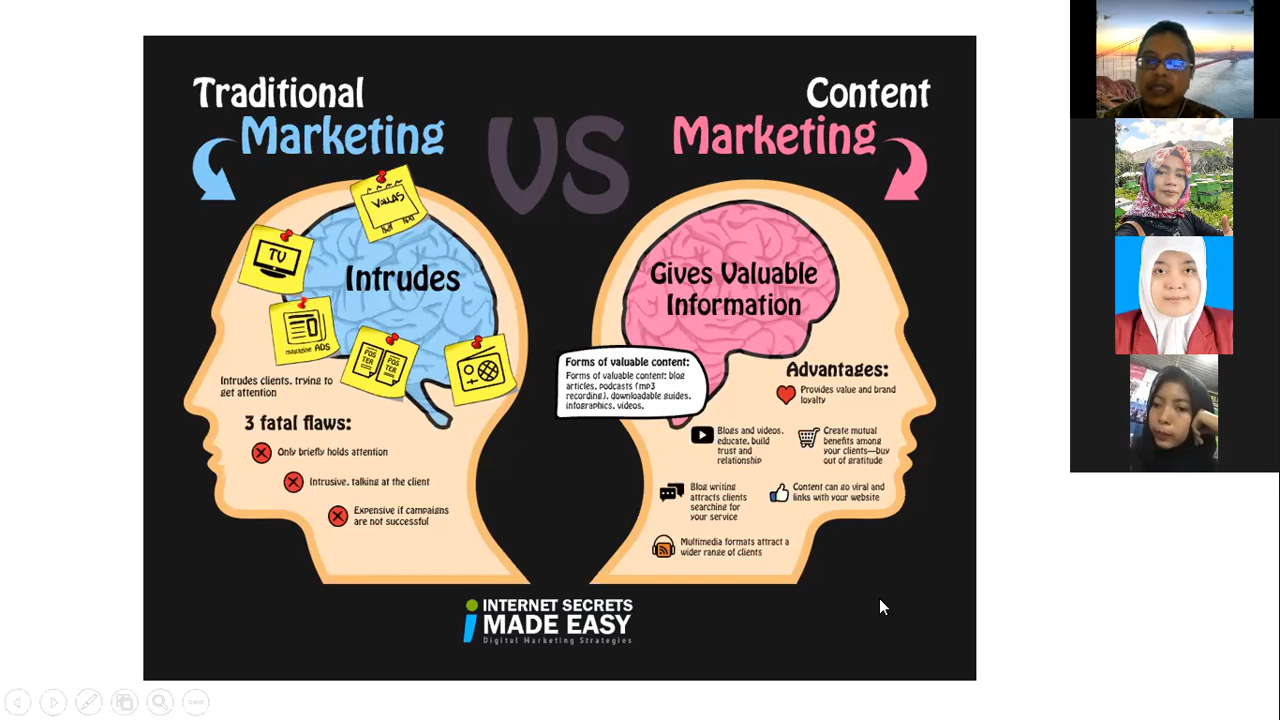 Traditional
Marketing
VS
Content
Marketing
TV
magazine ADS
POS
TER
POS
TER
Intrudes
Intrudes clients, trying to
get attention
3 fatal flaws:
Only briefly holds attention
Intrusive, talking at the client
Expensive if campaigns
are not successful
Gives Valuable
Information
Forms of valuable content:
Forms of valuable content: blog
articles, podcasts (mp3
recording), downloadable guides,
infographics, videos,
Advantages:
Provides value and brand
loyalty
Blogs and videos,
educate, build
trust and
relationship
Create mutual
benefits among
your clients—buy
out of gratitude
Blog writing
attracts clients
searching for
your service
Content can go viral and
links with your website
Multimedia formats attract a
wider range of clients
INTERNET SECRETS
MADE EASY
Digital Marketing Strategies